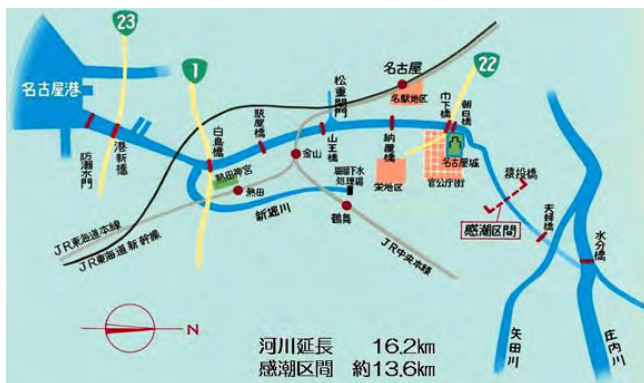 23
名古屋港
1
防潮水門
港新橋
白鳥橋
熱田神宮
熱田
JR東海道本線
JR東海道新幹線
新堀川
金山
堀留下水
処理場
鶴舞
JR中央本線
松重閘門
山王橋
名古屋
名駅地区
納屋橋
栄地区
官公庁街
22
巾下橋
朝日橋
名古屋城
猿投橋
感潮区間
夫婦橋
水分橋
矢田川
庄内川
N
河川延長 16.2km
感潮区間 約13.6km